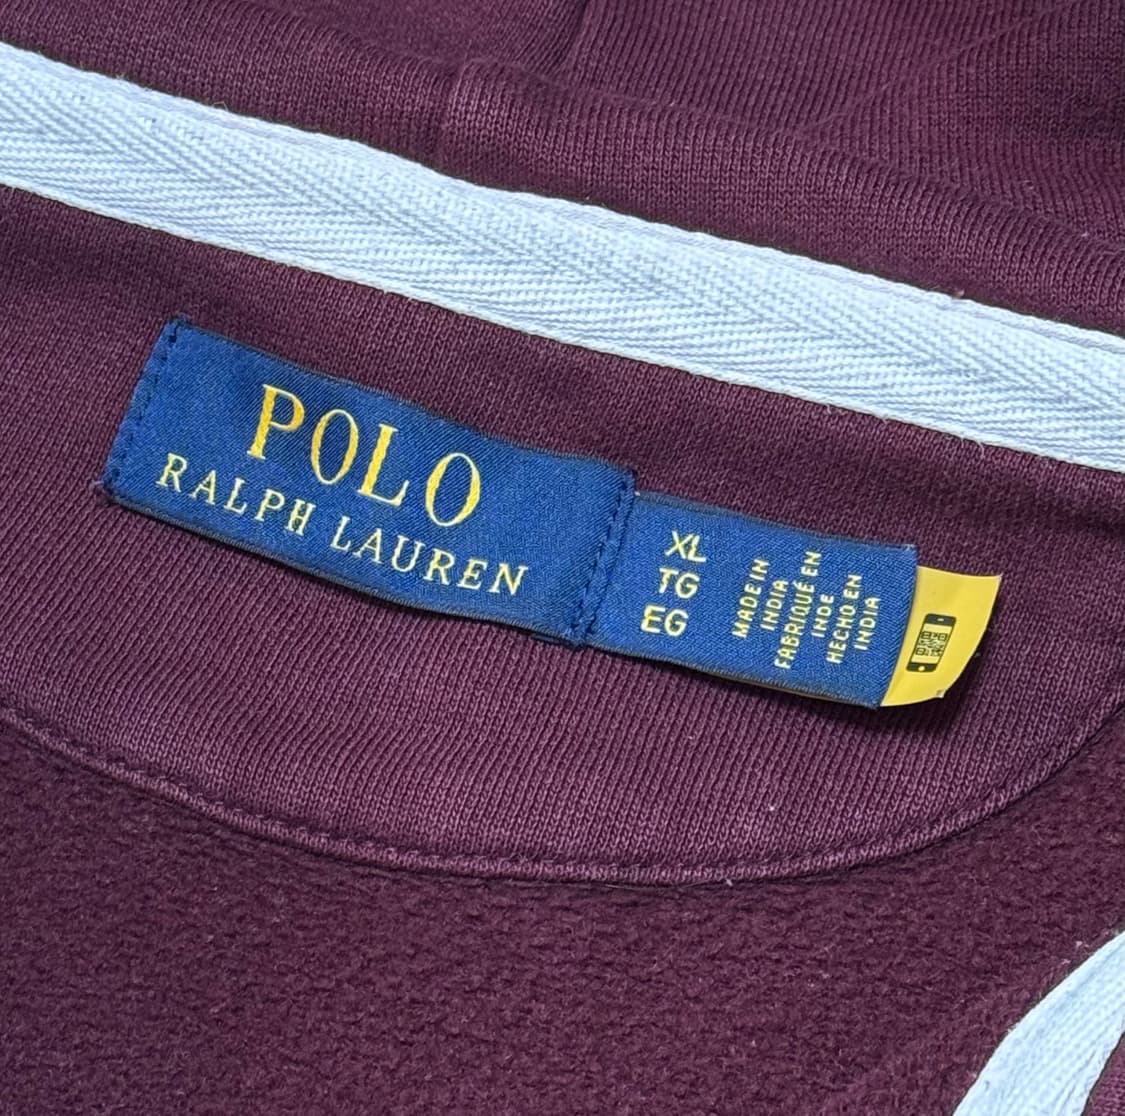 POLO
RALPH LAUREN
XL
TG
EG
MADE IN
INDIA
FABRIQUÉ EN
INDE
HECHO EN
INDIA